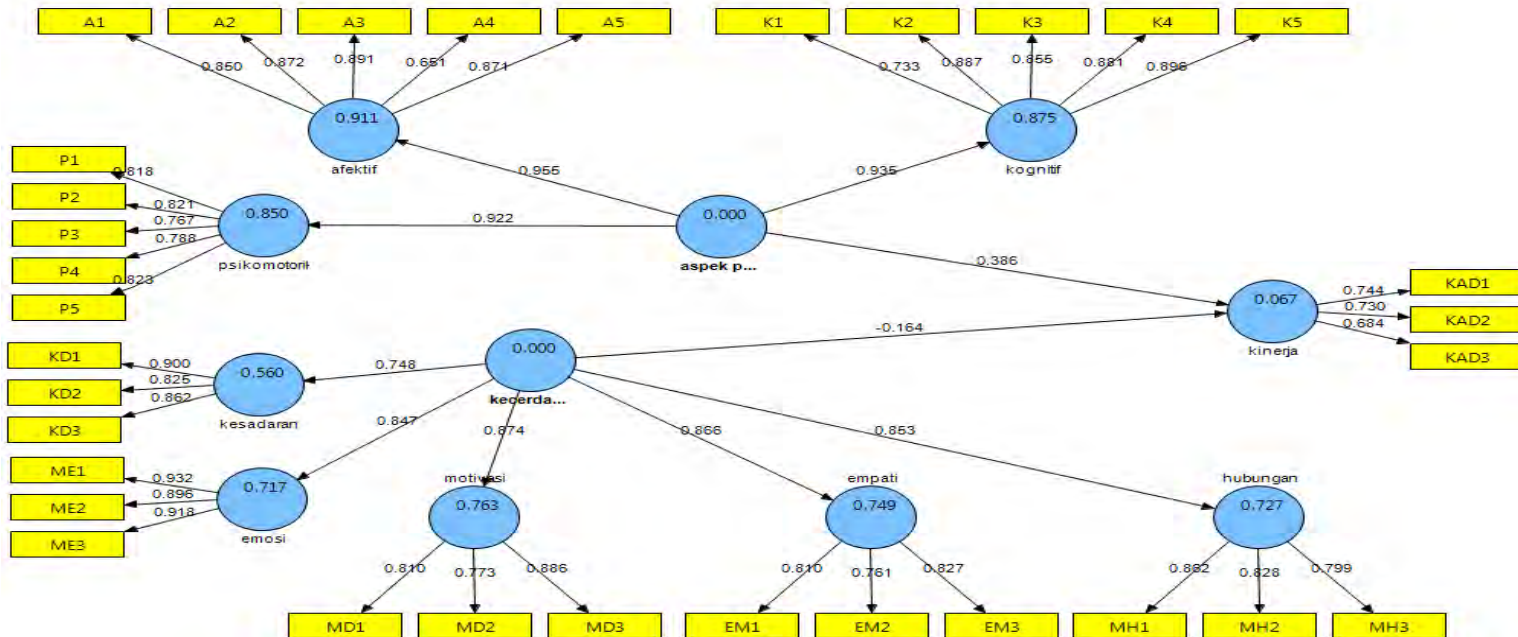 A1 A2 A3 A4 A5 K1 K2 K3 K4 K5
0.850 0.872 0.891 0.651 0.871 0.733 0.887 0.855 0.881 0.896
0.911 0.875
afektif kognitif
P1
P2
P3
P4
P5
0.818
0.821
0.767
0.788
0.823
0.850
psikomotorik
0.955 0.935
0.922
0.000
aspek p...
0.386
-0.164
0.067
kinerja
0.744
0.730
0.684
KAD1
KAD2
KAD3
KD1
KD2
KD3
0.900
0.825
0.862
0.560
kesadaran
0.748
0.000
kecerda...
0.847 0.874 0.866 0.853
ME1
ME2
ME3
0.932
0.896
0.918
0.717
emosi
motivasi empati hubungan
0.763 0.749 0.727
0.810 0.773 0.886 0.810 0.761 0.827 0.862 0.828 0.799
MD1 MD2 MD3 EM1 EM2 EM3 MH1 MH2 MH3